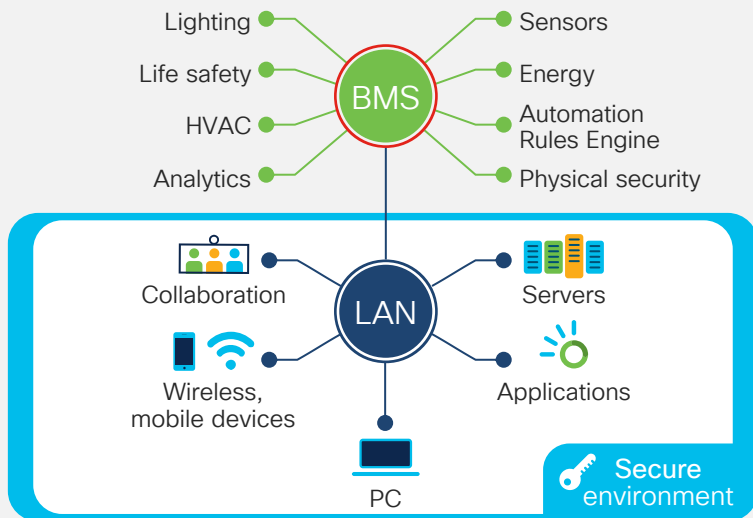 Lighting
Life safety
HVAC
Analytics
BMS
Sensors
Energy
Automation
Rules Engine
Physical security
Collaboration
LAN
Servers
Wireless,
mobile devices
Applications
PC
Secure
environment